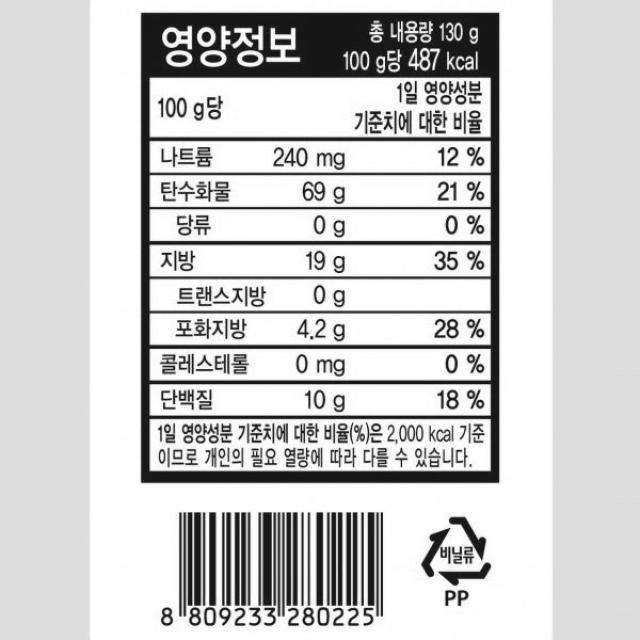 영양정보 총 내용량 130 g
100 g당 487 kcal
100 g당 1일 영양성분
기준치에 대한 비율
나트륨 240 mg 12 %
탄수화물 69 g 21 %
당류 0 g 0 %
지방 19 g 35 %
트랜스지방 0 g
포화지방 4.2 g 28 %
콜레스테롤 0 mg 0 %
단백질 10 g 18 %
1일 영양성분 기준치에 대한 비율(%)은 2,000 kcal 기준
이므로 개인의 필요 열량에 따라 다를 수 있습니다.
비닐류
PP
8 809233 280225